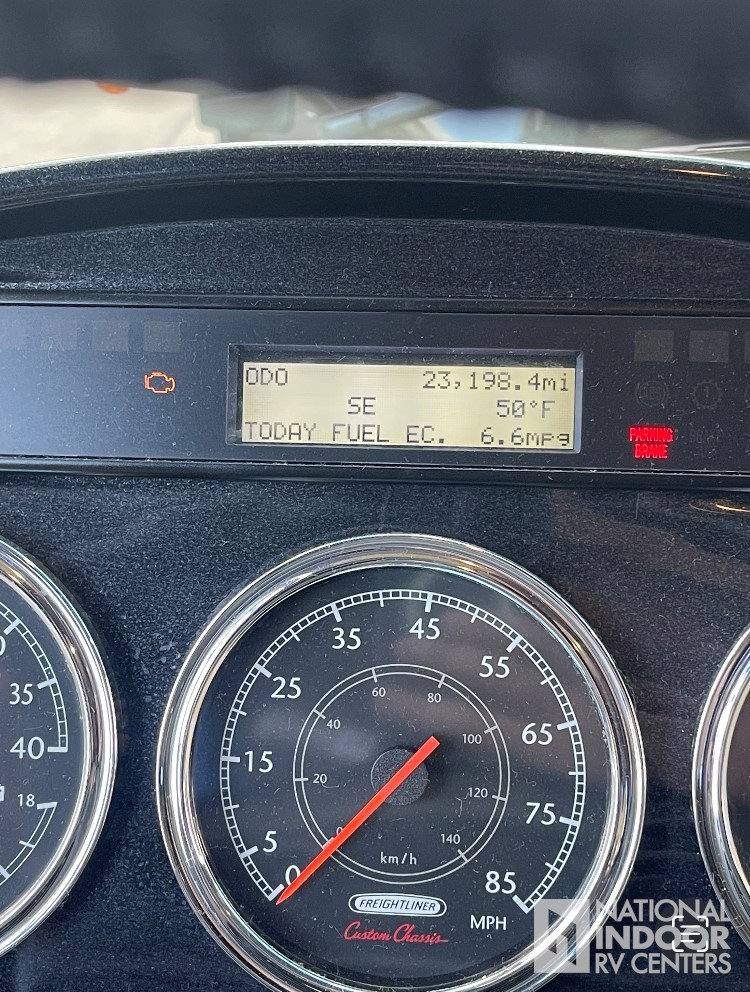 ODO 23,198.4mi
SE 50°F
TODAY FUEL EC. 6.6mpg
PARKING
BRAKE
35
40
18
0
5
15
25
35
45
55
65
75
85
MPH
0
20
40
60
80
100
120
140
km/h
FREIGHTLINER
Custom Chassis
NATIONAL
INDOOR
RV CENTERS